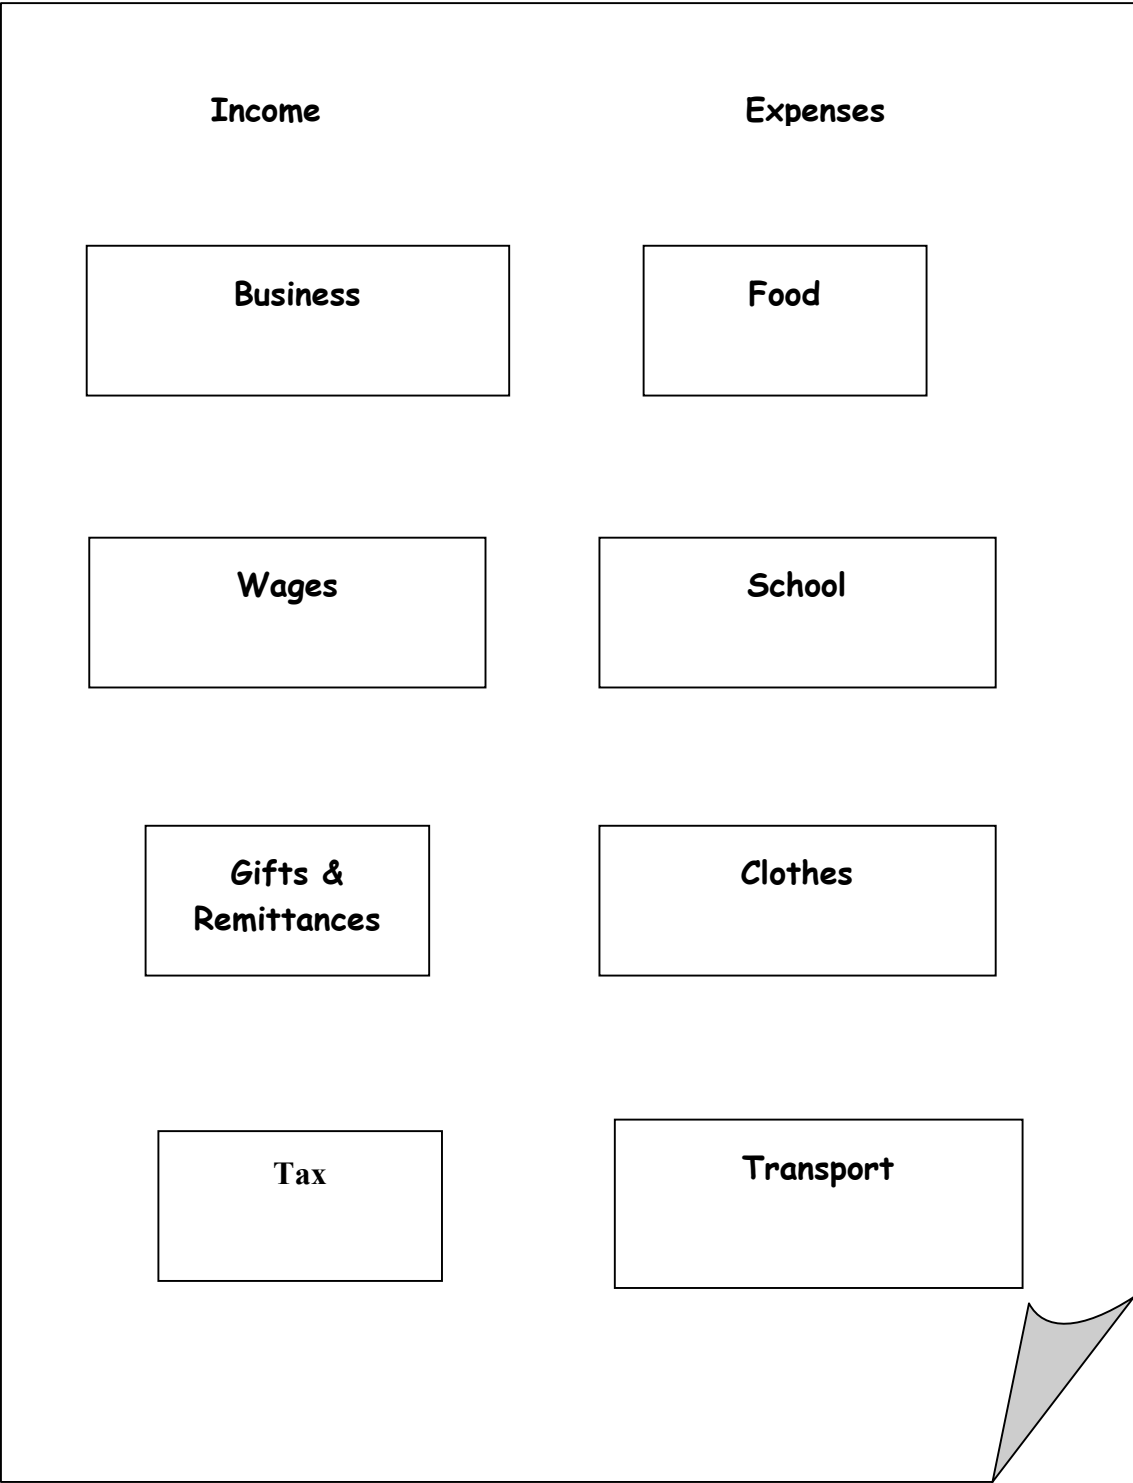 Income
Expenses
Business
Food
Wages
School
Gifts &
Remittances
Clothes
Tax
Transport